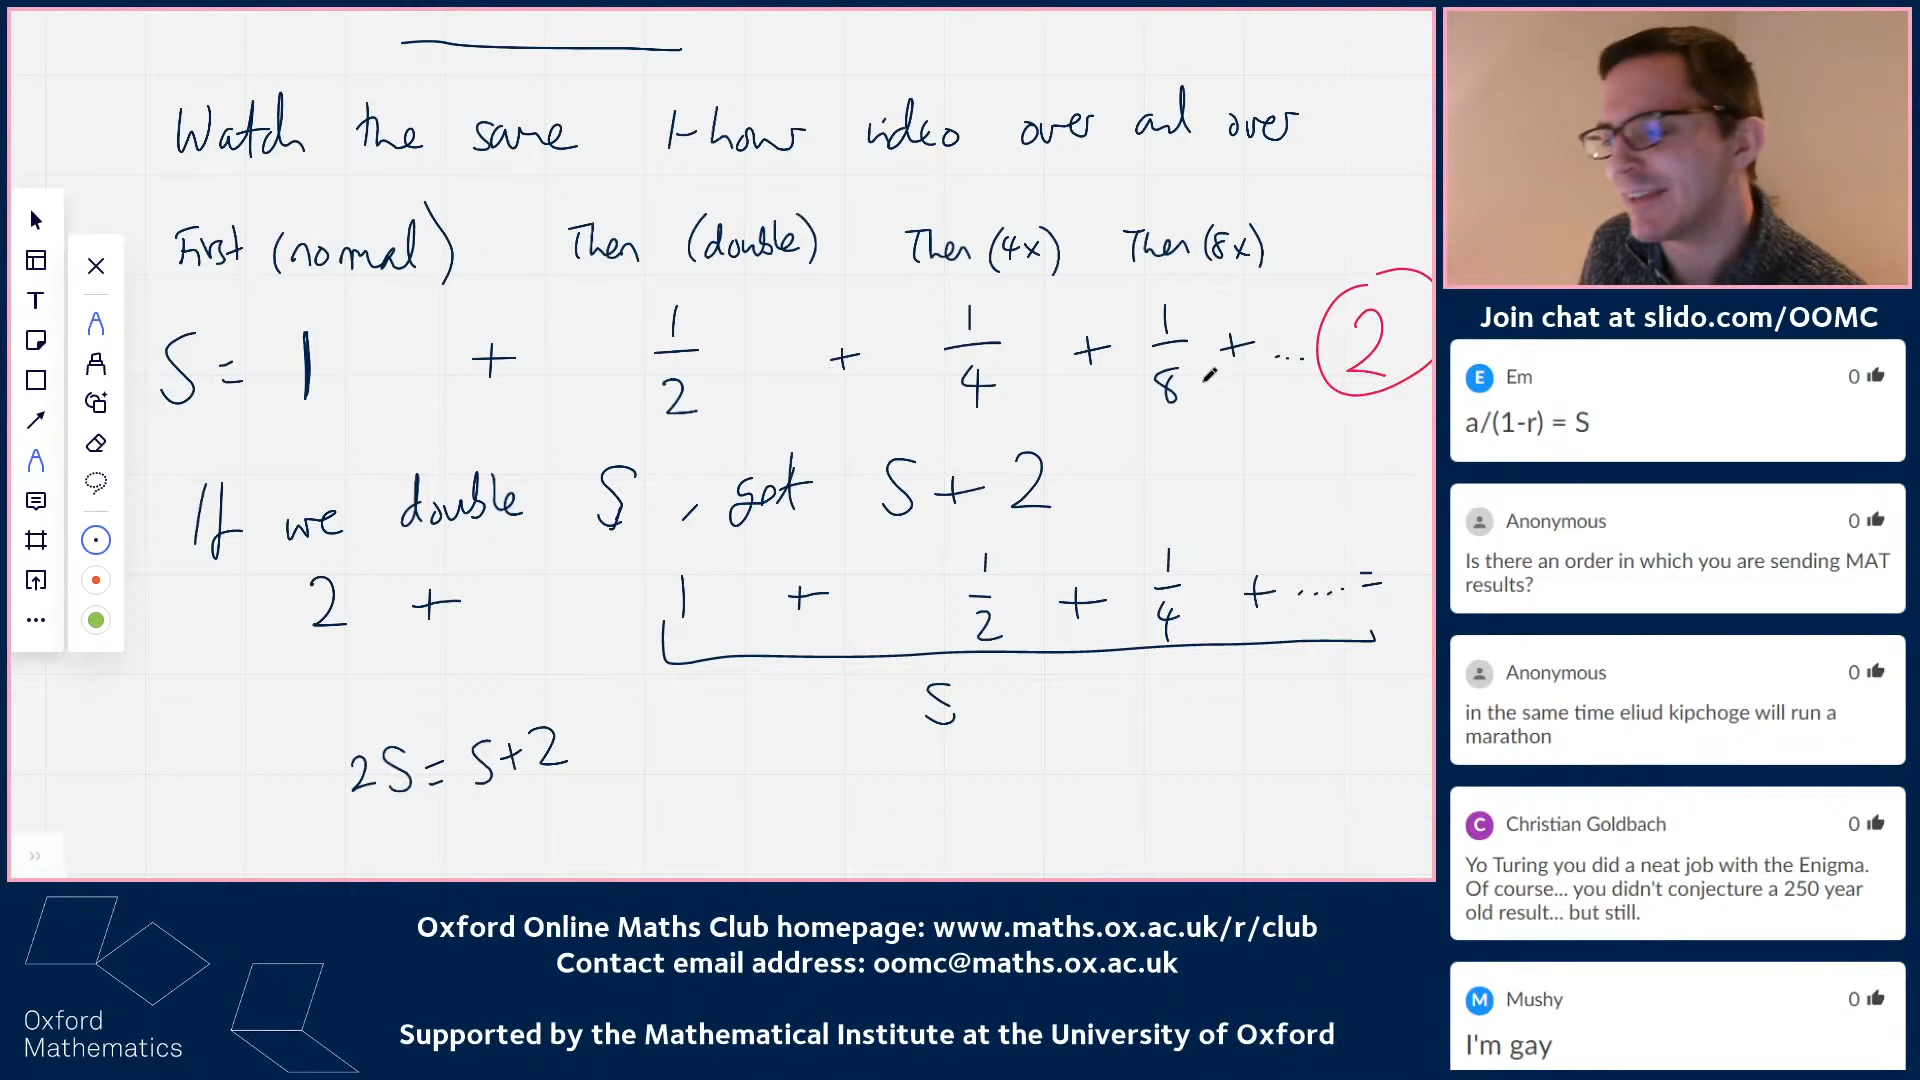 Watch the same 1-hour video over and over
First (normal) Then (double) Then (4x) Then (8x)
S = 1 + 1/2 + 1/4 + 1/8 + ... 2
If we double S, get S + 2
2 + 1 + 1/2 + 1/4 + .... =
S
2S = S + 2
T
Join chat at slido.com/OOMC
E Em 0
a/(1-r) = S
Anonymous 0
Is there an order in which you are sending MAT
results?
Anonymous 0
in the same time eliud kipchoge will run a
marathon
C Christian Goldbach 0
Yo Turing you did a neat job with the Enigma.
Of course... you didn't conjecture a 250 year
old result... but still.
M Mushy 0
I'm gay
Oxford
Mathematics
Oxford Online Maths Club homepage: www.maths.ox.ac.uk/r/club
Contact email address: oomc@maths.ox.ac.uk
Supported by the Mathematical Institute at the University of Oxford